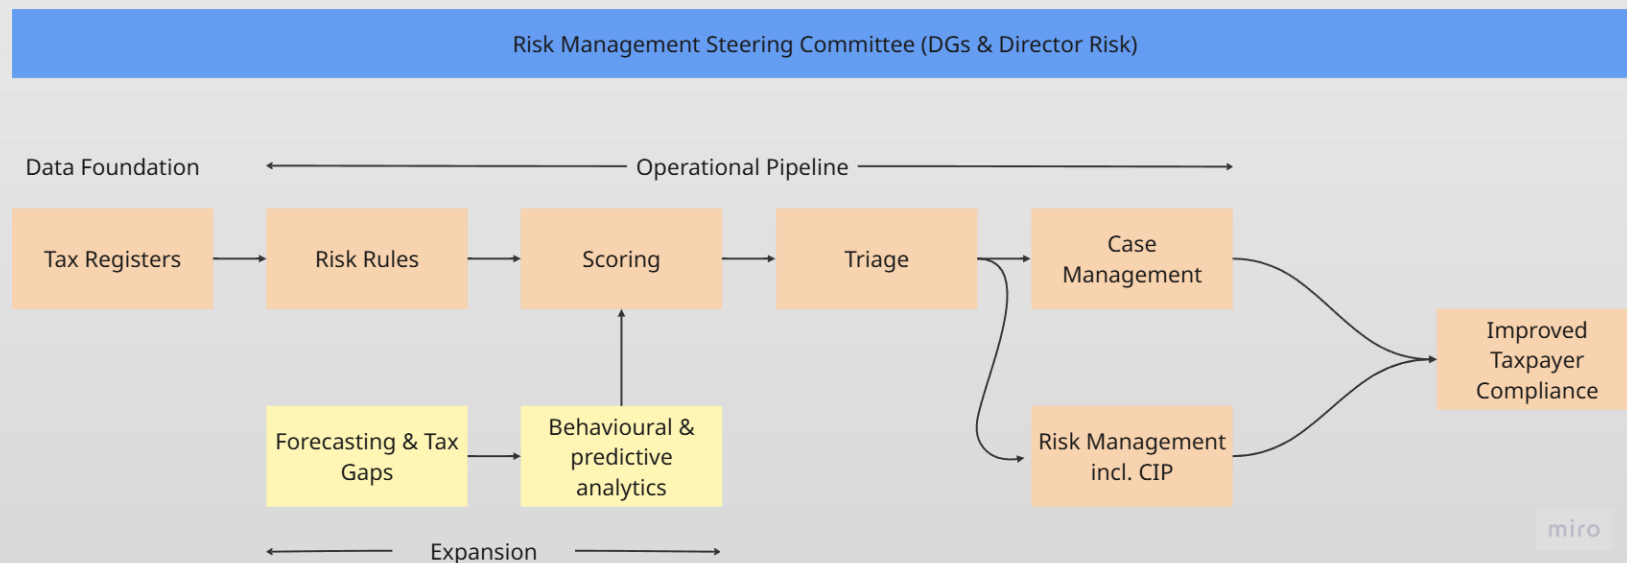 Risk Management Steering Committee (DGs & Director Risk)
Data Foundation
Operational Pipeline
Tax Registers
Risk Rules
Scoring
Triage
Case
Management
Improved
Taxpayer
Compliance
Forecasting & Tax
Gaps
Behavioural &
predictive
analytics
Risk Management
incl. CIP
Expansion
miro